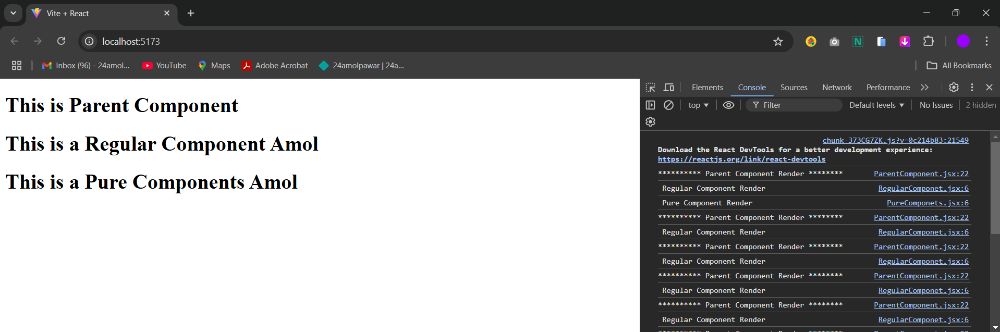 Vite + React
localhost:5173
Inbox (96) - 24amol... YouTube Maps Adobe Acrobat 24amolpawar | 24a... All Bookmarks
This is Parent Component
This is a Regular Component Amol
This is a Pure Components Amol
Elements Console Sources Network Performance
top Filter Default levels No Issues 2 hidden
chunk-373CG7ZK.js?v=0c214b83:21549
Download the React DevTools for a better development experience:
https://reactjs.org/link/react-devtools
********** Parent Component Render ******** ParentComponent.jsx:22
Regular Component Render RegularComponet.jsx:6
Pure Component Render PureComponets.jsx:6
********** Parent Component Render ******** ParentComponent.jsx:22
Regular Component Render RegularComponet.jsx:6
********** Parent Component Render ******** ParentComponent.jsx:22
Regular Component Render RegularComponet.jsx:6
********** Parent Component Render ******** ParentComponent.jsx:22
Regular Component Render RegularComponet.jsx:6
********** Parent Component Render ******** ParentComponent.jsx:22
Regular Component Render RegularComponet.jsx:6